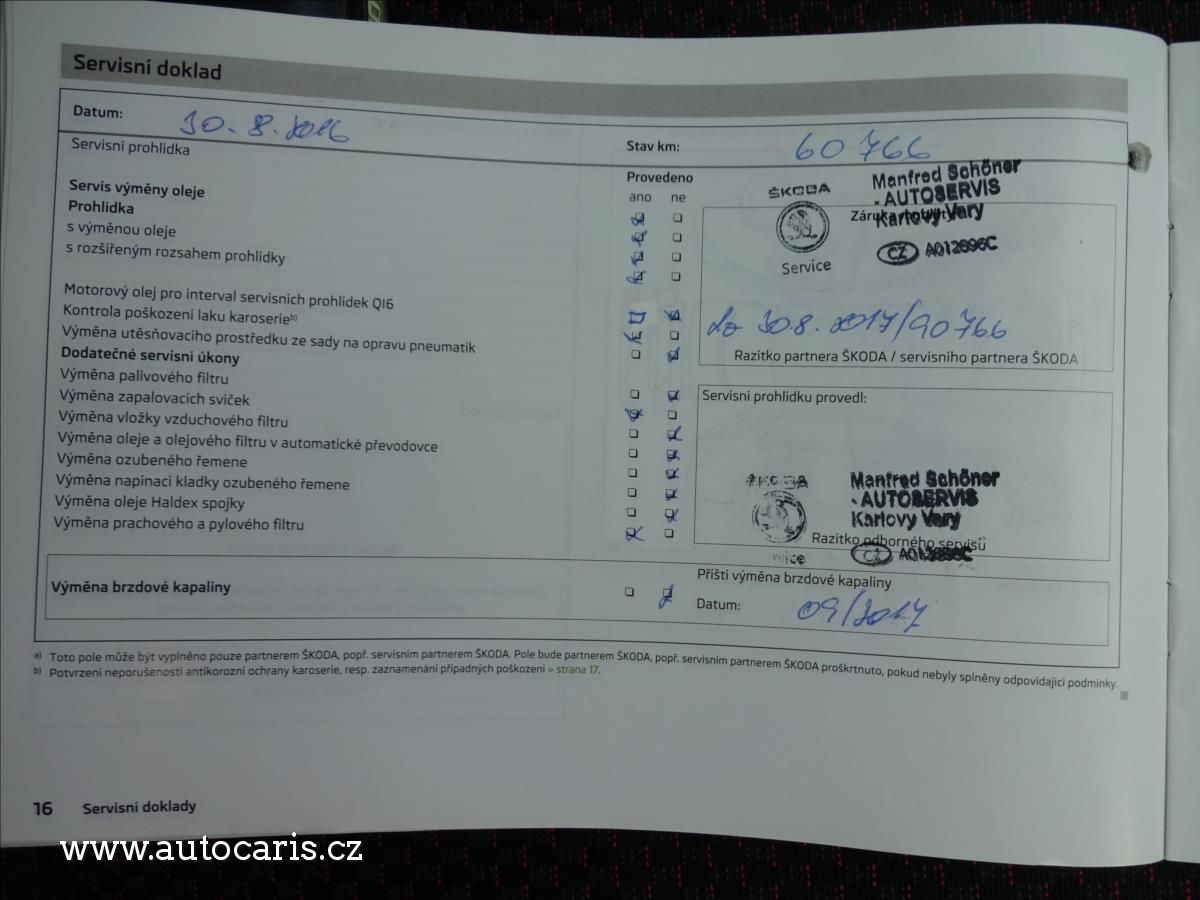 Servisní doklad
Datum: 30. 8. 2016
Stav km: 60 766
Servisní prohlídka
Provedeno
ano ne
Servis výměny oleje
Prohlídka
s výměnou oleje
s rozšířeným rozsahem prohlídky
Motorový olej pro interval servisních prohlídek QI6
Kontrola poškození laku karoserieb)
Výměna utěsňovacího prostředku ze sady na opravu pneumatik
Dodatečné servisní úkony
Výměna palivového filtru
Výměna zapalovacích svíček
Výměna vložky vzduchového filtru
Výměna oleje a olejového filtru v automatické převodovce
Výměna ozubeného řemene
Výměna napínací kladky ozubeného řemene
Výměna oleje Haldex spojky
Výměna prachového a pylového filtru
ŠKODA
Service
Manfred Schöner
- AUTOSERVIS
Karlovy Vary
CZ A012896C
30.8. 2017/90766
Razítko partnera ŠKODA / servisního partnera ŠKODA
Servisní prohlídku provedl:
ŠKODA
Manfred Schöner
- AUTOSERVIS
Karlovy Vary
Razítko odborného servisu
CZ A012896C
Výměna brzdové kapaliny
Příští výměna brzdové kapaliny
Datum: 09/2017
a) Toto pole může být vyplněno pouze partnerem ŠKODA, popř. servisním partnerem ŠKODA. Pole bude partnerem ŠKODA, popř. servisním partnerem ŠKODA proškrtnuto, pokud nebyly splněny odpovídající podmínky.
b) Potvrzení neporušenosti antikorozní ochrany karoserie, resp. zaznamenání případných poškození » strana 17.
16 Servisní doklady
www.autocaris.cz